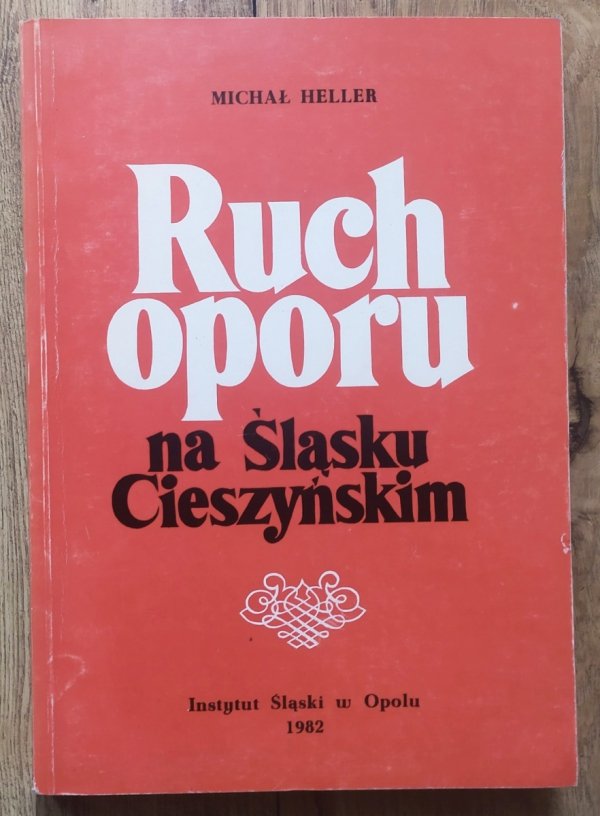 MICHAŁ HELLER
Ruch
oporu
na Śląsku
Cieszyńskim
Instytut Śląski w Opolu
1982